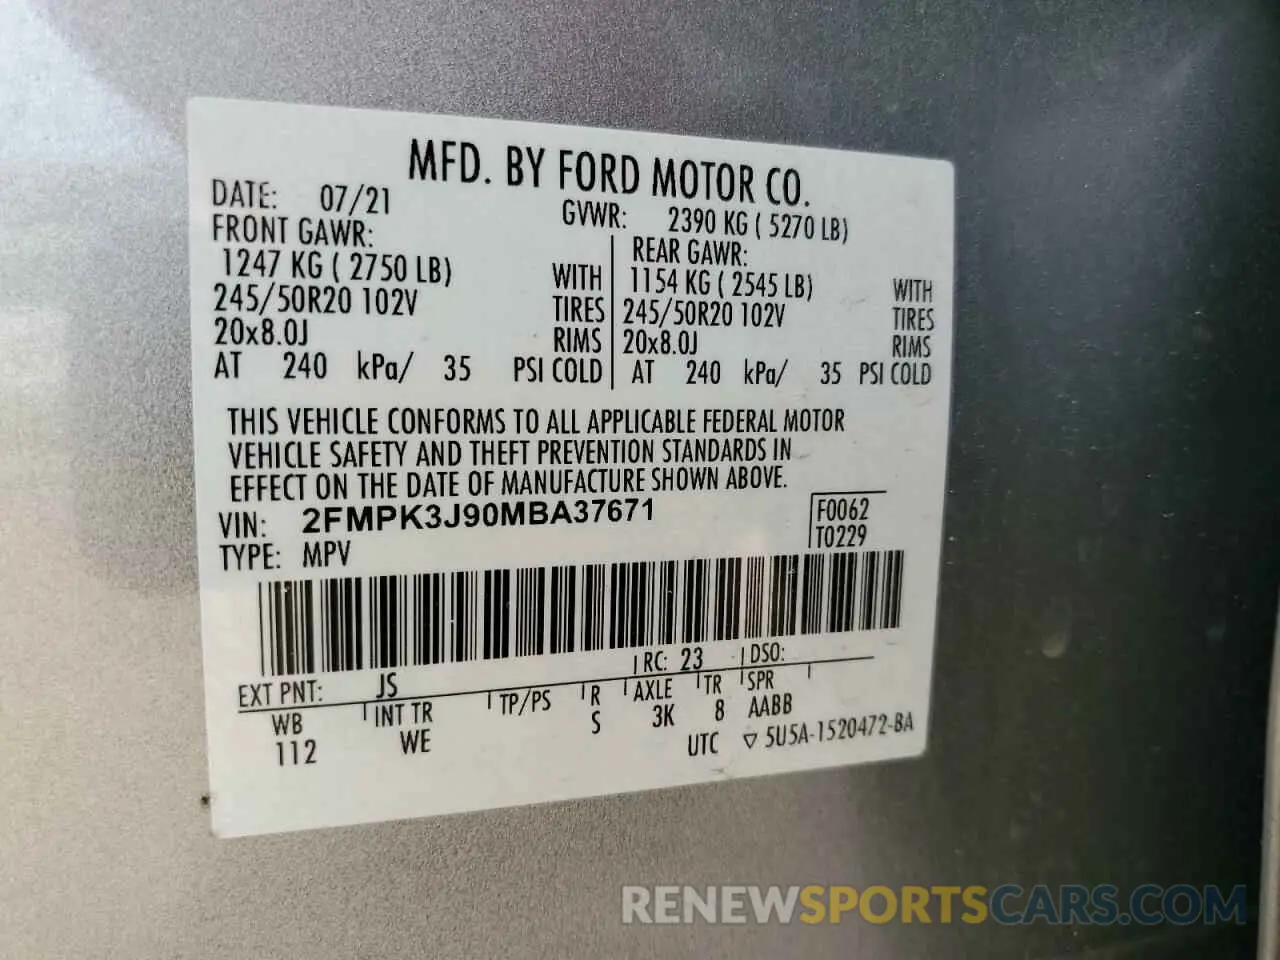 MFD. BY FORD MOTOR CO.
DATE: 07/21 GVWR: 2390 KG ( 5270 LB)
FRONT GAWR: REAR GAWR:
1247 KG ( 2750 LB) WITH 1154 KG ( 2545 LB) WITH
245/50R20 102V TIRES 245/50R20 102V TIRES
20x8.0J RIMS 20x8.0J RIMS
AT 240 kPa/ 35 PSI COLD AT 240 kPa/ 35 PSI COLD
THIS VEHICLE CONFORMS TO ALL APPLICABLE FEDERAL MOTOR
VEHICLE SAFETY AND THEFT PREVENTION STANDARDS IN
EFFECT ON THE DATE OF MANUFACTURE SHOWN ABOVE.
VIN: 2FMPK3J90MBA37671 F0062
TYPE: MPV T0229
EXT PNT: JS RC: 23 DSO:
WB INT TR TP/PS R AXLE TR SPR
112 WE S 3K 8 AABB
UTC ▽ 5U5A-1520472-BA
RENEWSPORTSCARS.COM